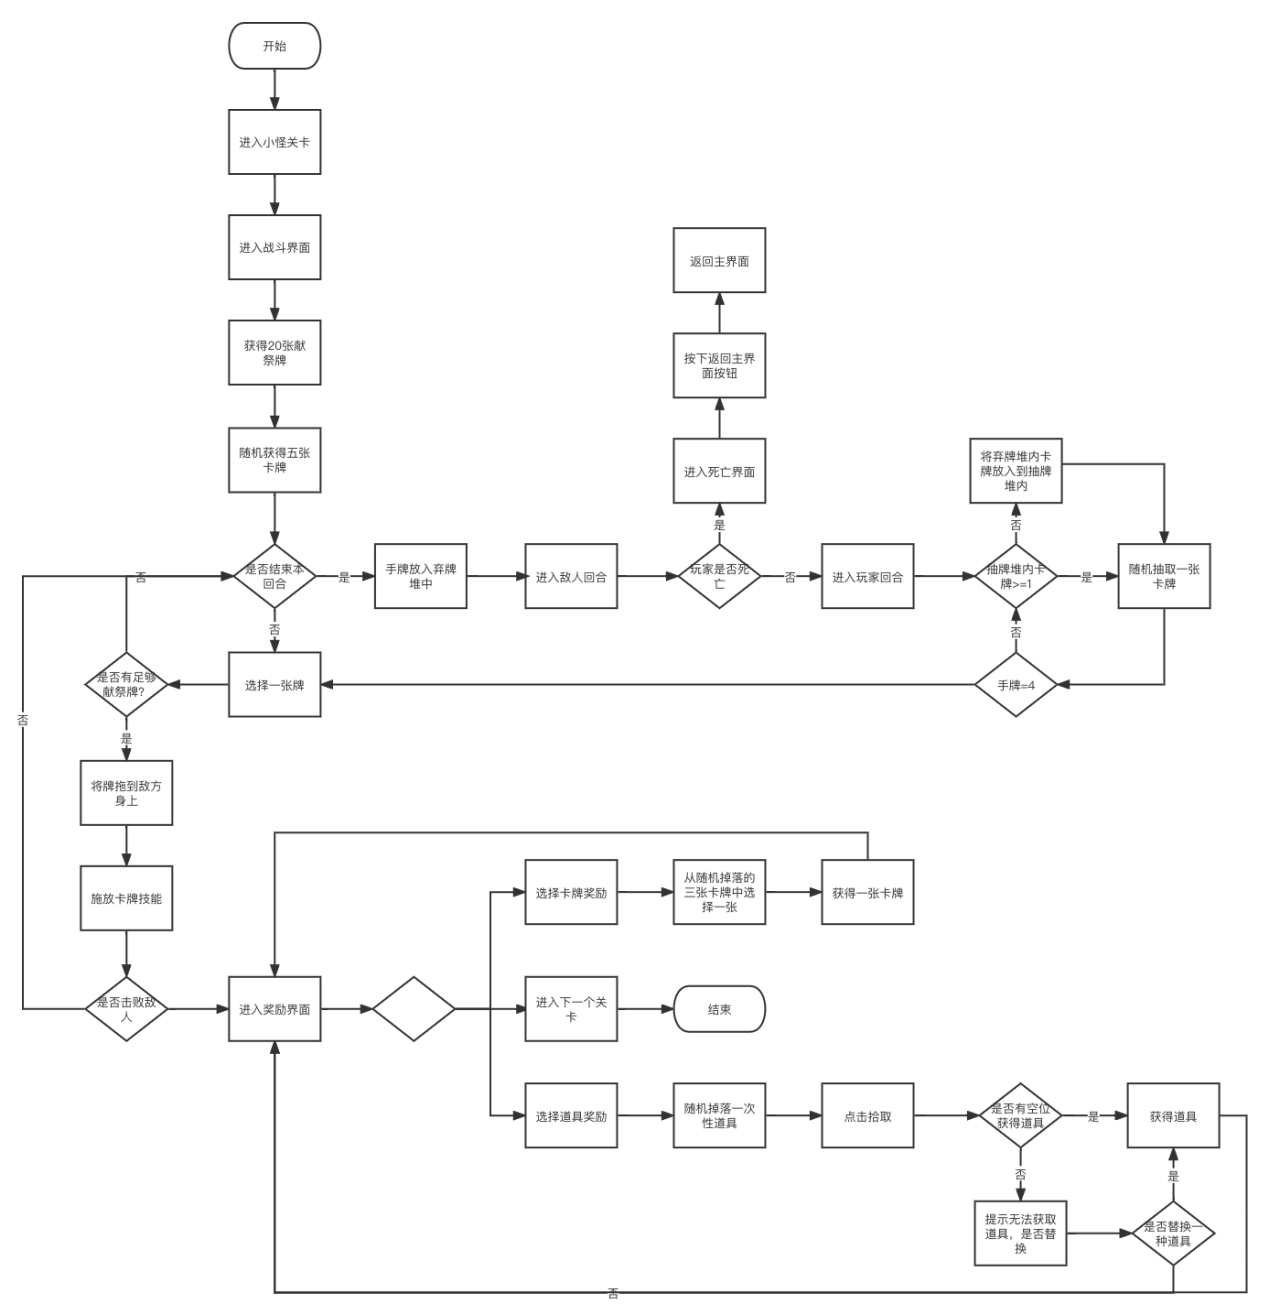 开始
进入小怪关卡
进入战斗界面
返回主界面
获得20张献
祭牌
按下返回主界
面按钮
随机获得五张
卡牌
进入死亡界面
将弃牌堆内卡
牌放入到抽牌
堆内
是
否
否
是否结束本
回合
是
手牌放入弃牌
堆中
进入敌人回合
玩家是否死
亡
否
进入玩家回合
抽牌堆内卡
牌>=1
是
随机抽取一张
卡牌
否
否
是否有足够
献祭牌?
选择一张牌
手牌=4
否
是
将牌拖到敌方
身上
施放卡牌技能
选择卡牌奖励
从随机掉落的
三张卡牌中选
择一张
获得一张卡牌
是否击败敌
人
进入奖励界面
进入下一个关
卡
结束
选择道具奖励
随机掉落一次
性道具
点击拾取
是否有空位
获得道具
是
获得道具
否
是
提示无法获取
道具，是否替
换
是否替换一
种道具
否